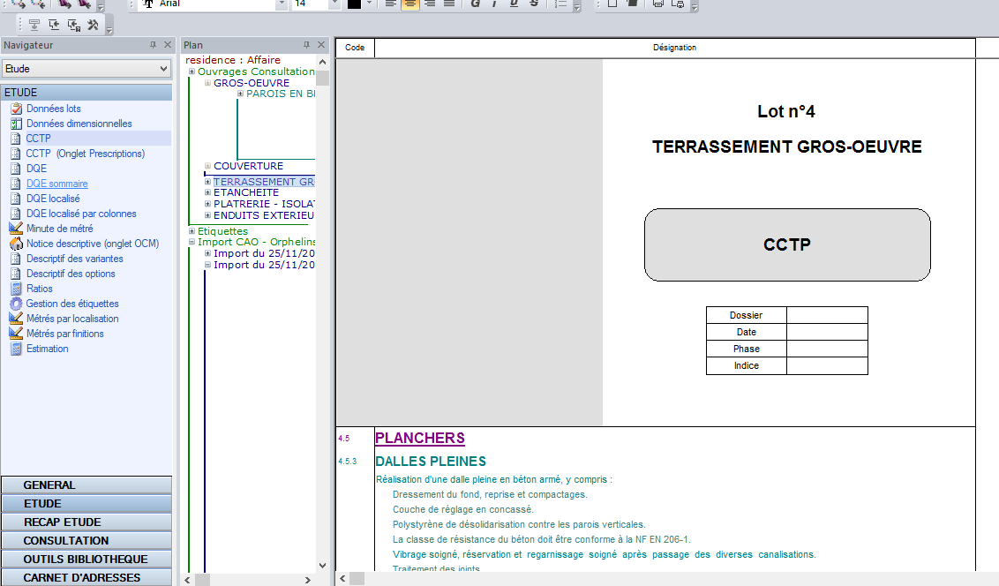 Arial 14
G I U S
Navigateur
Etude
ETUDE
Données lots
Données dimensionnelles
CCTP
CCTP (Onglet Prescriptions)
DQE
DQE sommaire
DQE localisé
DQE localisé par colonnes
Minute de métré
Notice descriptive (onglet OCM)
Descriptif des variantes
Descriptif des options
Ratios
Gestion des étiquettes
Métrés par localisation
Métrés par finitions
Estimation
GENERAL
ETUDE
RECAP ETUDE
CONSULTATION
OUTILS BIBLIOTHEQUE
CARNET D'ADRESSES
Plan
residence : Affaire
Ouvrages Consultation
GROS-OEUVRE
PAROIS EN B
COUVERTURE
TERRASSEMENT GR
ETANCHEITE
PLATRERIE - ISOLA
ENDUITS EXTERIEU
Etiquettes
Import CAO - Orphelins
Import du 25/11/20
Import du 25/11/20
Code Désignation
Lot n°4
TERRASSEMENT GROS-OEUVRE
CCTP
Dossier
Date
Phase
Indice
4.5 PLANCHERS
4.5.3 DALLES PLEINES
Réalisation d'une dalle pleine en béton armé, y compris :
Dressement du fond, reprise et compactages.
Couche de réglage en concassé.
Polystyrène de désolidarisation contre les parois verticales.
La classe de résistance du béton doit être conforme à la NF EN 206-1.
Vibrage soigné, réservation et regarnissage soigné après passage des diverses canalisations.
Traitement des joints.